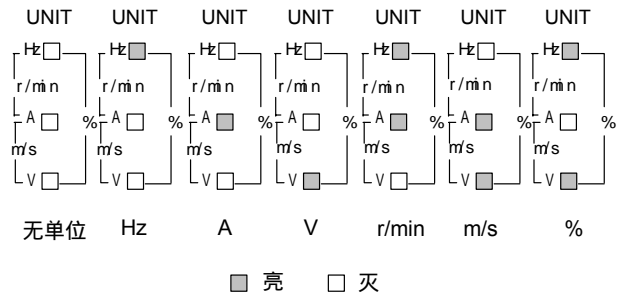 UNIT UNIT UNIT UNIT UNIT UNIT UNIT
Hz Hz Hz Hz Hz Hz Hz
r/min r/min r/min r/min r/min r/min r/min
A % A % A % A % A % A % A %
m/s m/s m/s m/s m/s m/s m/s
V V V V V V V
无单位 Hz A V r/min m/s %
亮 灭